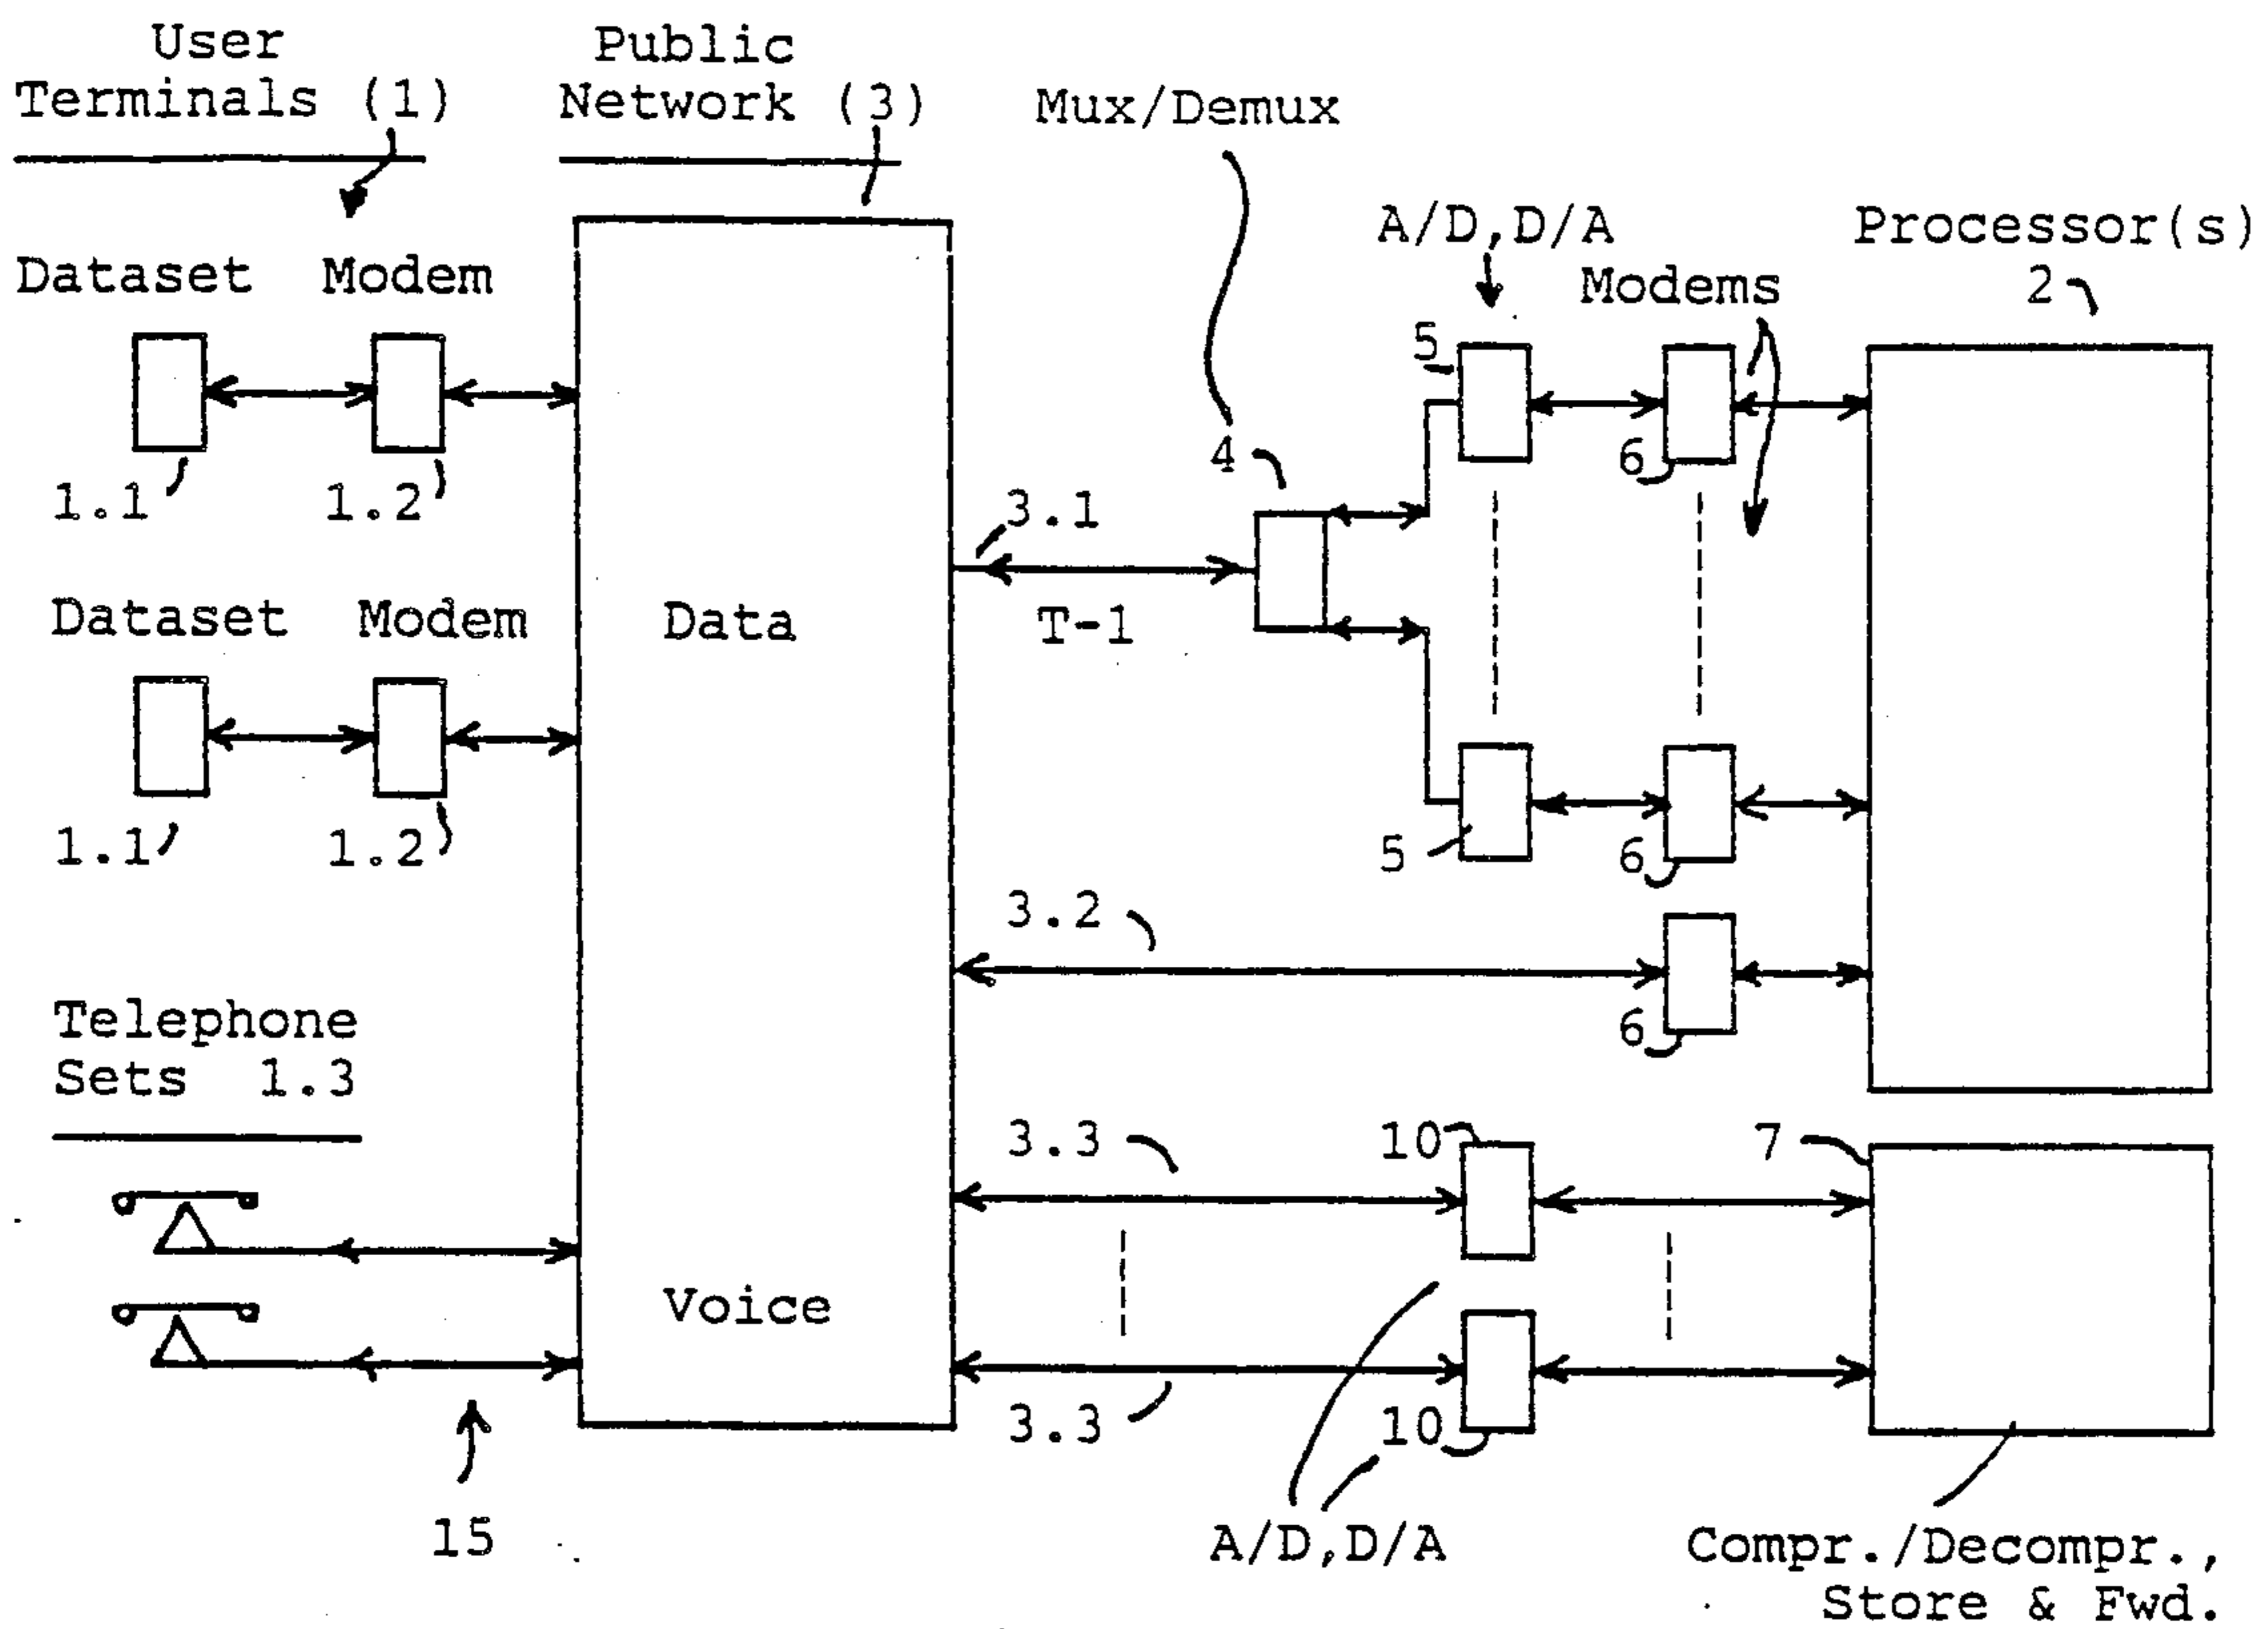 User
Terminals (1)
Public
Network (3)
Mux/Demux
A/D,D/A
Modems
Processor(s)
2
Dataset Modem
1.1 1.2
5
6
4
3.1
T-1
Dataset Modem
Data
1.1 1.2
5
6
3.2
6
Telephone
Sets 1.3
3.3
10
7
Voice
3.3
10
15
A/D,D/A
Compr./Decompr.,
Store & Fwd.